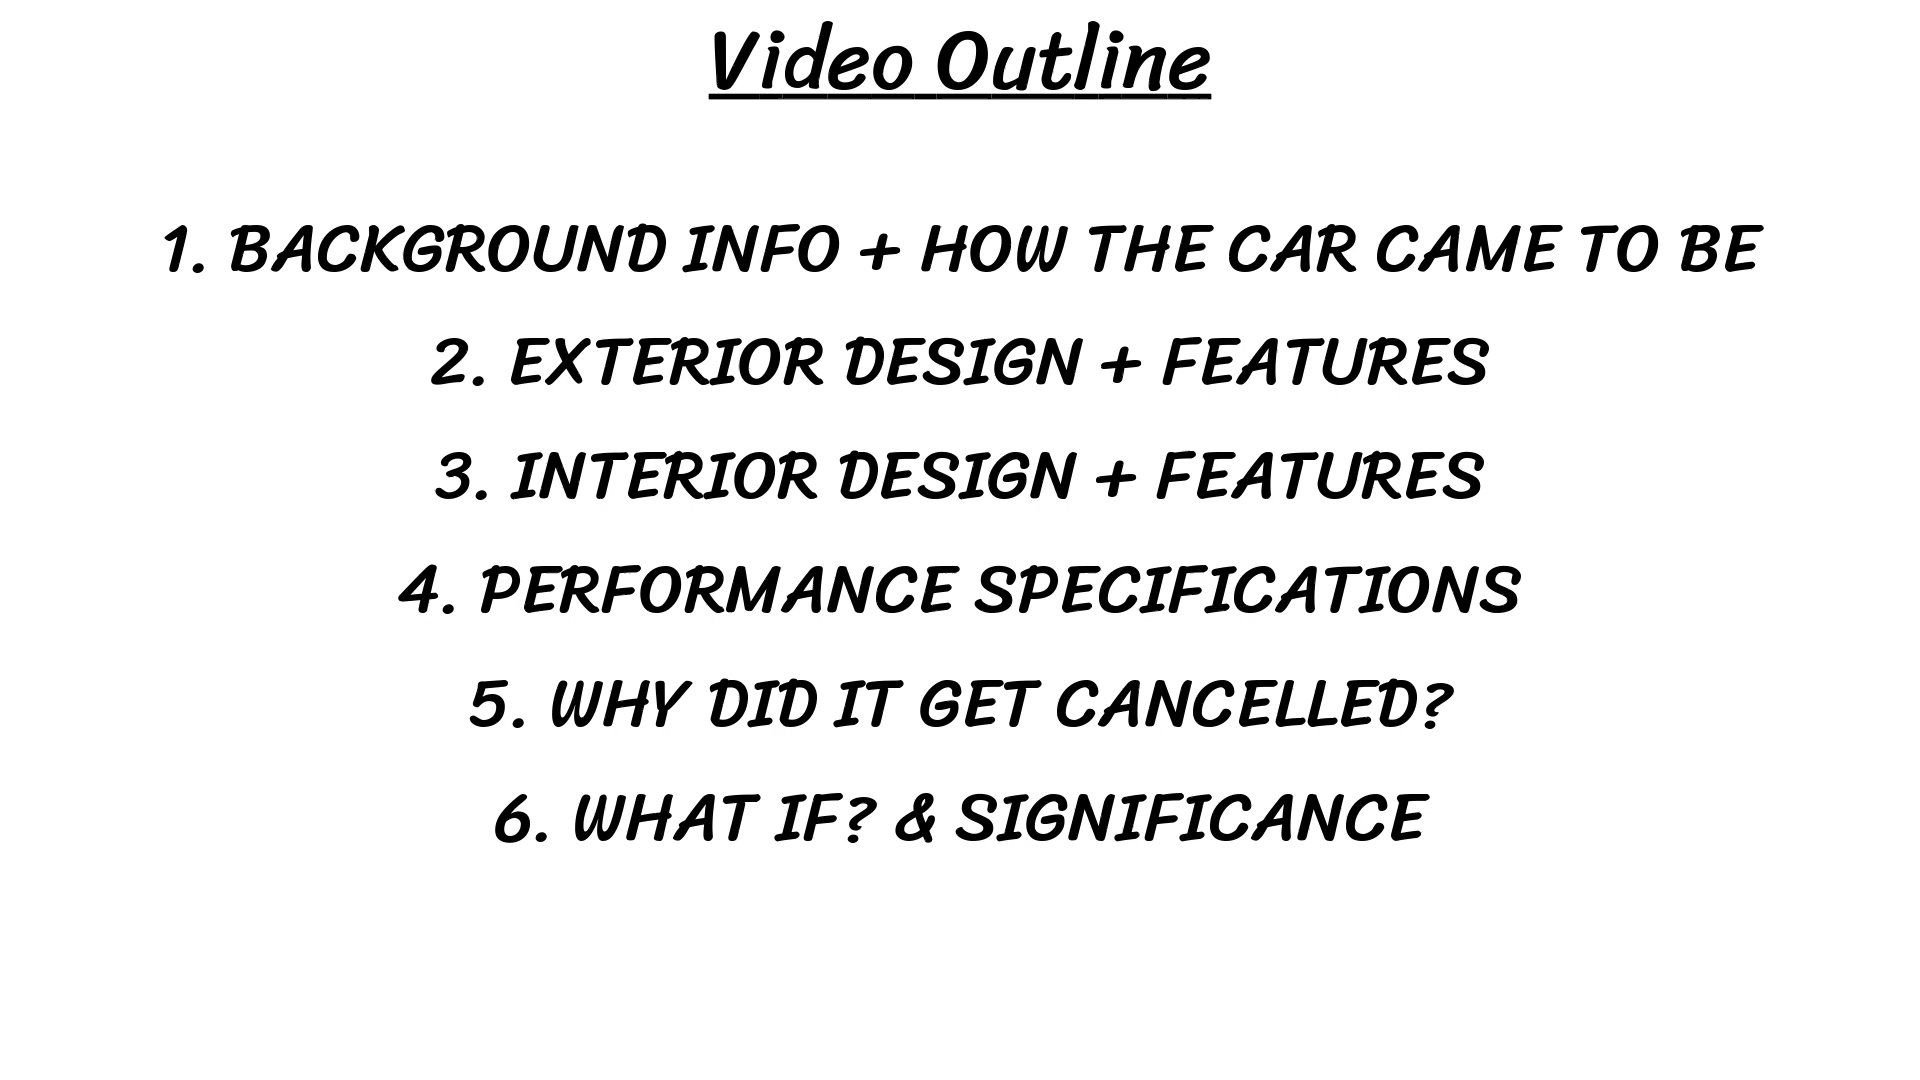 Video Outline
1. BACKGROUND INFO + HOW THE CAR CAME TO BE
2. EXTERIOR DESIGN + FEATURES
3. INTERIOR DESIGN + FEATURES
4. PERFORMANCE SPECIFICATIONS
5. WHY DID IT GET CANCELLED?
6. WHAT IF? & SIGNIFICANCE